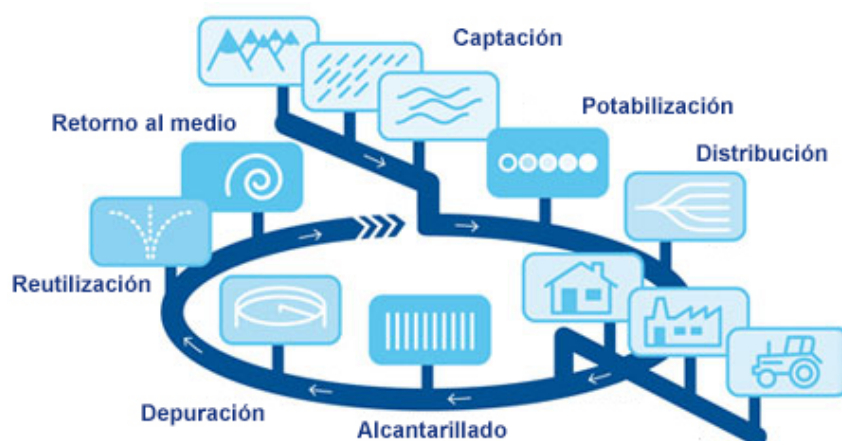 Captación
Potabilización
Retorno al medio
Distribución
Reutilización
Depuración
Alcantarillado